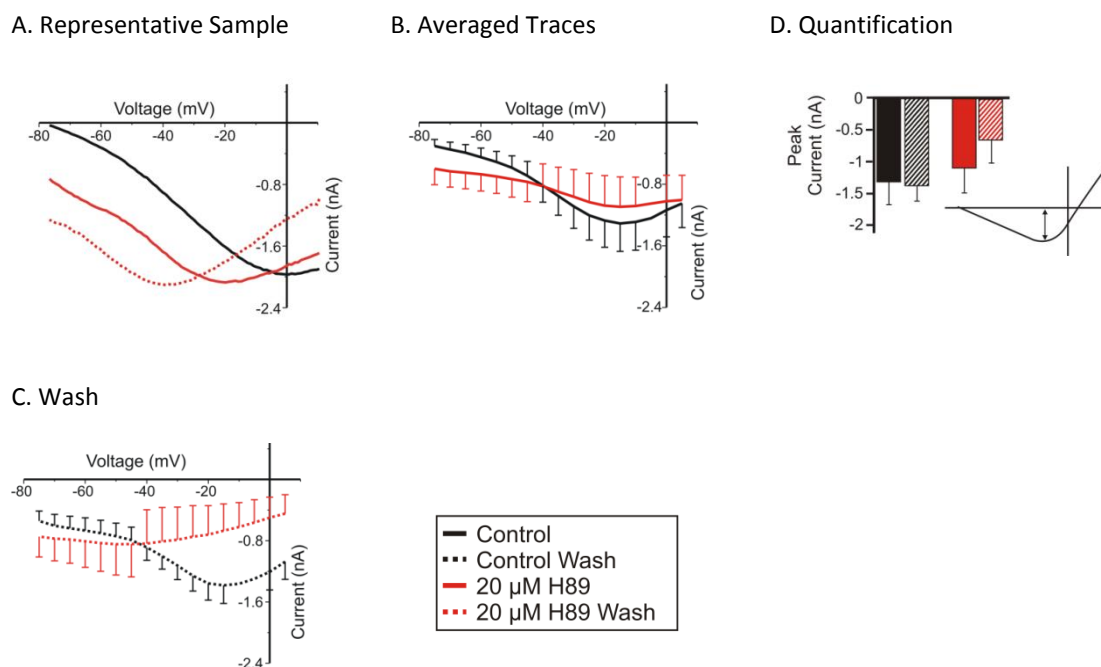 A. Representative Sample
B. Averaged Traces
D. Quantification
Voltage (mV)
-80 -60 -40 -20
-0.8
-1.6
-2.4
Current (nA)
Voltage (mV)
-80 -60 -40 -20
-0.8
-1.6
-2.4
Current (nA)
0
-0.5
-1
-1.5
-2
Peak
Current (nA)
C. Wash
Voltage (mV)
-80 -60 -40 -20
-0.8
-1.6
-2.4
Current (nA)
Control
Control Wash
20 µM H89
20 µM H89 Wash